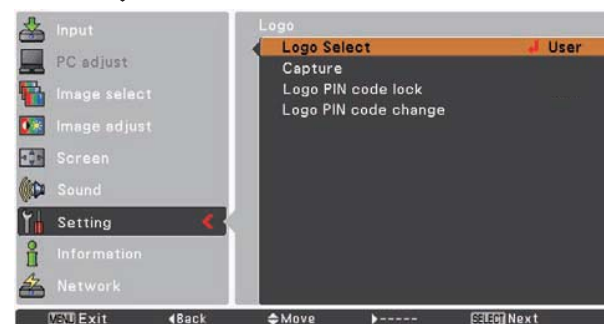 Input
PC adjust
Image select
Image adjust
Screen
Sound
Setting
Information
Network
Logo
Logo Select User
Capture
Logo PIN code lock
Logo PIN code change
MENU Exit Back Move ----- SELECT Next